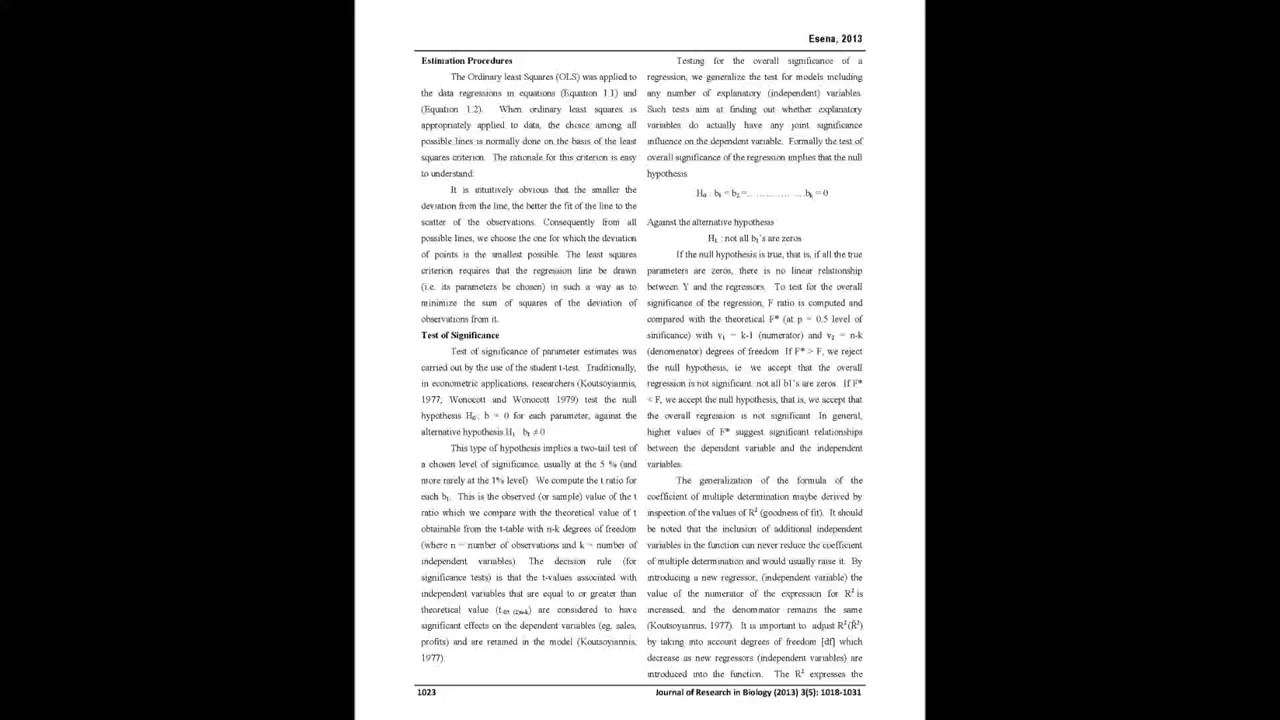 Esena, 2013
Estimation Procedures
The Ordinary least Squares (OLS) was applied to
the data regressions in equations (Equation 1.1) and
(Equation 1.2). When ordinary least squares is
appropriately applied to data, the choice among all
possible lines is normally done on the basis of the least
squares criterion. The rationale for this criterion is easy
to understand:
It is intuitively obvious that the smaller the
deviation from the line, the better the fit of the line to the
scatter of the observations. Consequently from all
possible lines, we choose the one for which the deviation
of points is the smallest possible. The least squares
criterion requires that the regression line be drawn
(i.e. its parameters be chosen) in such a way as to
minimize the sum of squares of the deviation of
observations from it.
Test of Significance
Test of significance of parameter estimates was
carried out by the use of the student t-test. Traditionally,
in econometric applications, researchers (Koutsoyiannis,
1977; Wonocott and Wonocott 1979) test the null
hypothesis H₀: b = 0 for each parameter, against the
alternative hypothesis H₁ b₁ ≠ 0
This type of hypothesis implies a two-tail test of
a chosen level of significance, usually at the 5 % (and
more rarely at the 1% level). We compute the t ratio for
each b₁. This is the observed (or sample) value of the t
ratio which we compare with the theoretical value of t
obtainable from the t-table with n-k degrees of freedom
(where n = number of observations and k = number of
independent variables). The decision rule (for
significance tests) is that the t-values associated with
independent variables that are equal to or greater than
theoretical value are considered to have
significant effects on the dependent variables (eg. sales,
profits) and are retained in the model (Koutsoyiannis,
1977):
Testing for the overall significance of a
regression, we generalize the test for models including
any number of explanatory (independent) variables.
Such tests aim at finding out whether explanatory
variables do actually have any joint significance
influence on the dependent variable. Formally the test of
overall significance of the regression implies that the null
hypothesis
H₀ : b₁ = b₂ =....................bₖ = 0
Against the alternative hypothesis
H₁ : not all b₁'s are zeros
If the null hypothesis is true, that is, if all the true
parameters are zeros, there is no linear relationship
between Y and the regressors. To test for the overall
significance of the regression, F ratio is computed and
compared with the theoretical F* (at p = 0.5 level of
sinificance) with v₁ = k-1 (numerator) and v₂ = n-k
(denomenator) degrees of freedom. If F* > F, we reject
the null hypothesis, ie we accept that the overall
regression is not significant: not all b1's are zeros. If F*
< F, we accept the null hypothesis, that is, we accept that
the overall regression is not significant. In general,
higher values of F* suggest significant relationships
between the dependent variable and the independent
variables.
The generalization of the formula of the
coefficient of multiple determination maybe derived by
inspection of the values of R² (goodness of fit). It should
be noted that the inclusion of additional independent
variables in the function can never reduce the coefficient
of multiple determination and would usually raise it. By
introducing a new regressor, (independent variable) the
value of the numerator of the expression for R² is
increased, and the denominator remains the same
(Koutsoyiannis, 1977). It is important to adjust R²(R̄²)
by taking into account degrees of freedom [df] which
decrease as new regressors (independent variables) are
introduced into the function. The R² expresses the
1023
Journal of Research in Biology (2013) 3(5): 1018-1031